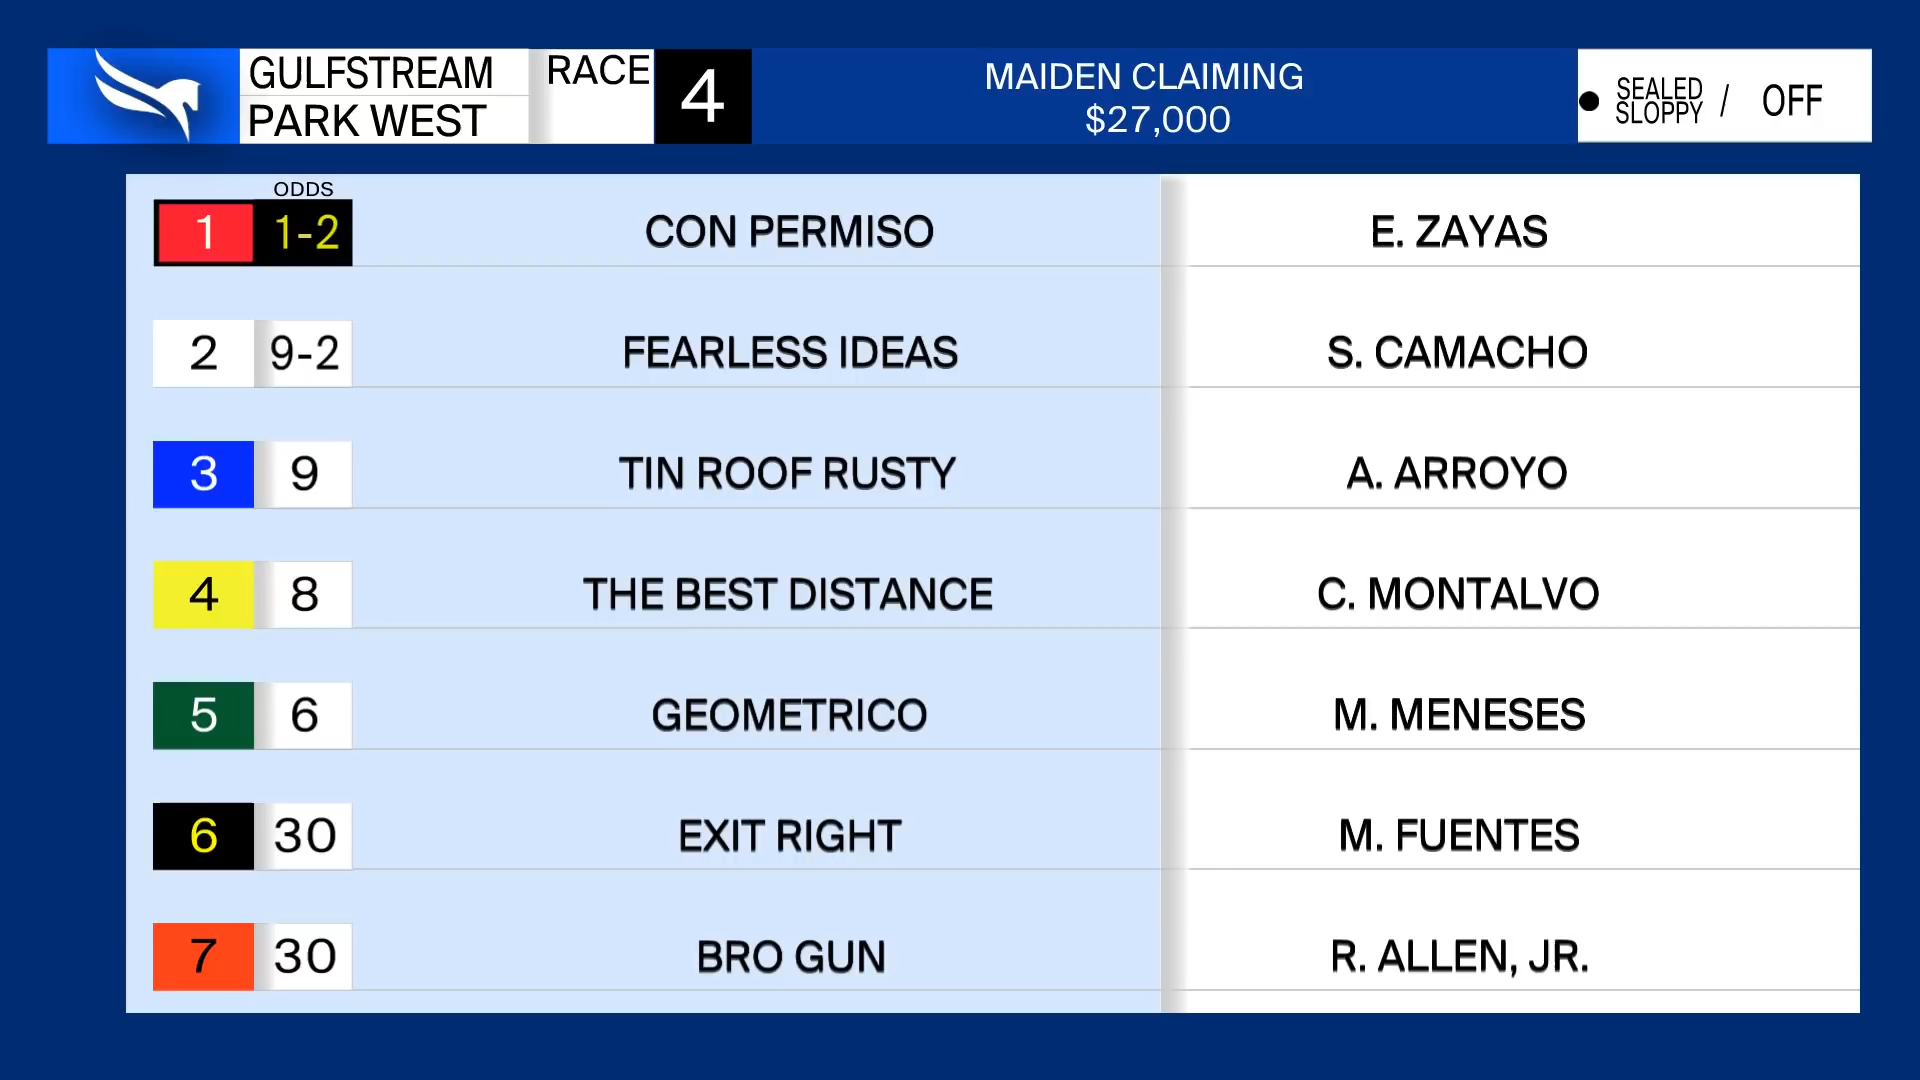 GULFSTREAM
PARK WEST
RACE
4
MAIDEN CLAIMING
$27,000
SEALED
SLOPPY / OFF
ODDS
1 1-2 CON PERMISO E. ZAYAS
2 9-2 FEARLESS IDEAS S. CAMACHO
3 9 TIN ROOF RUSTY A. ARROYO
4 8 THE BEST DISTANCE C. MONTALVO
5 6 GEOMETRICO M. MENESES
6 30 EXIT RIGHT M. FUENTES
7 30 BRO GUN R. ALLEN, JR.